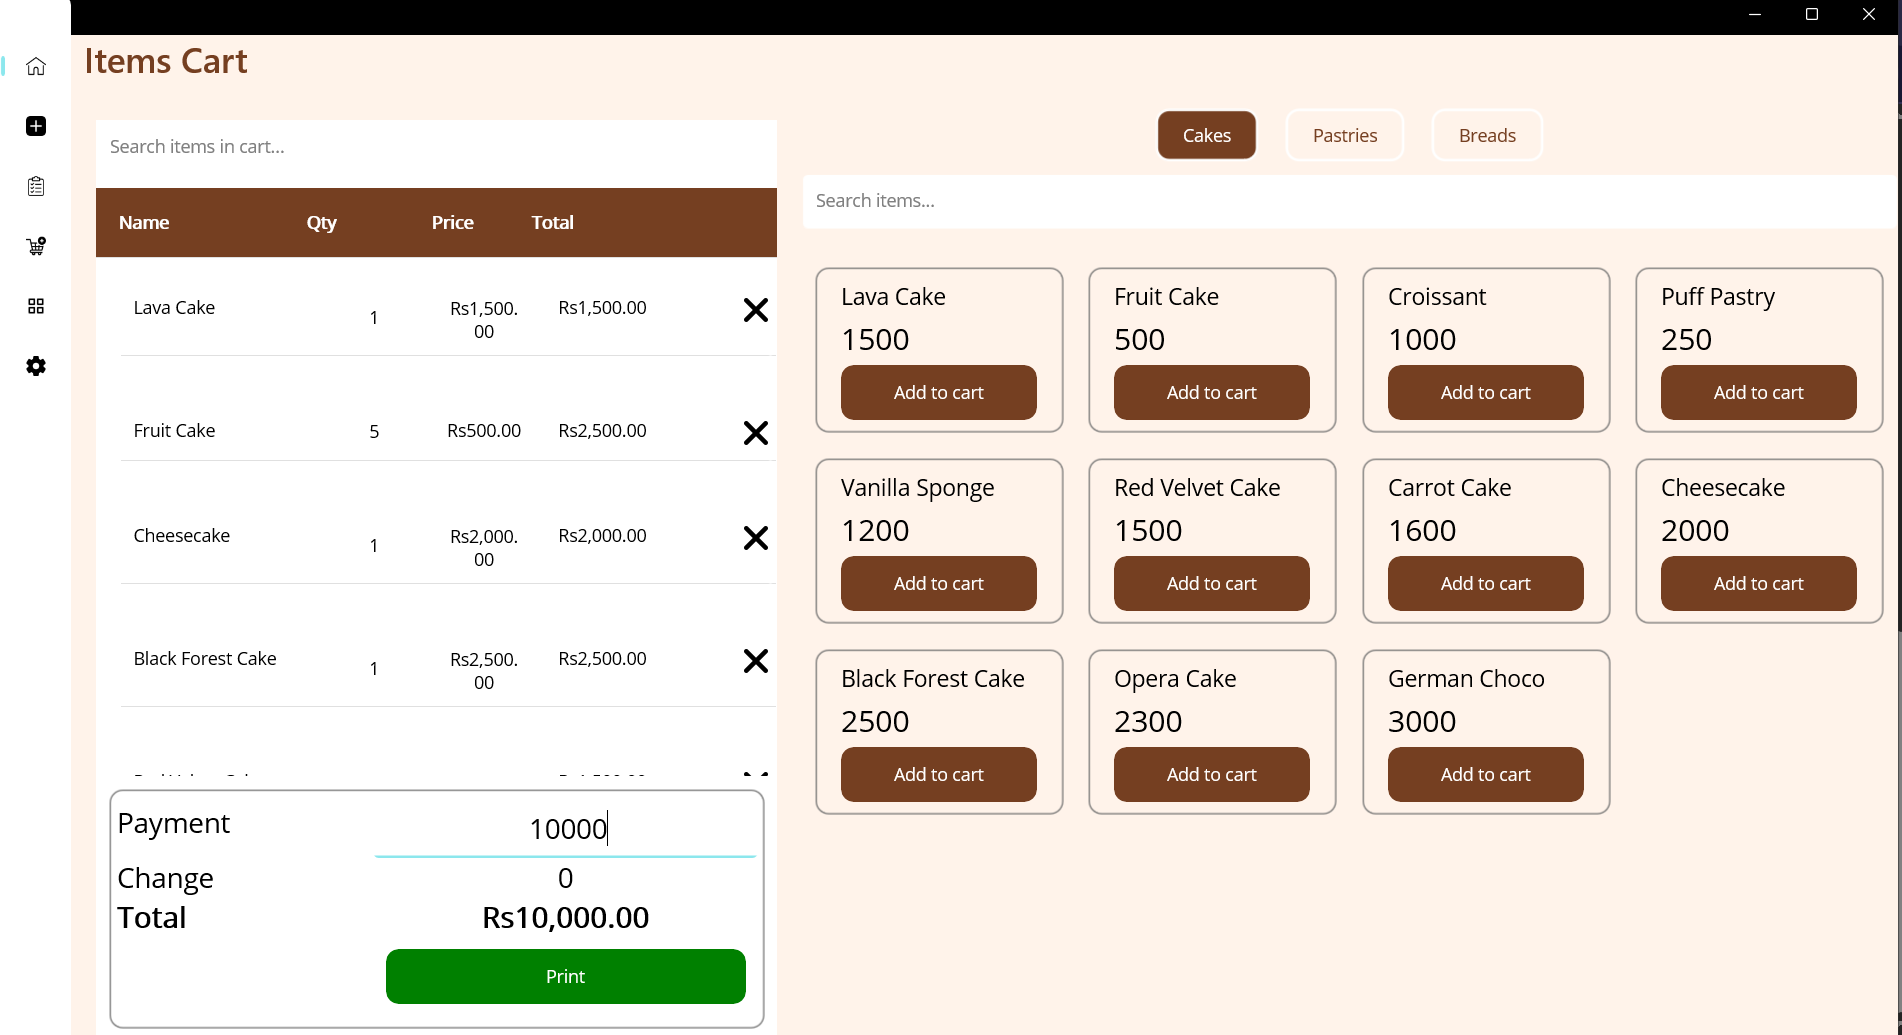 Items Cart
Search items in cart...
Name Qty Price Total
Lava Cake 1 Rs1,500. Rs1,500.00
00
Fruit Cake 5 Rs500.00 Rs2,500.00
Cheesecake 1 Rs2,000. Rs2,000.00
00
Black Forest Cake 1 Rs2,500. Rs2,500.00
00
Payment 10000
Change 0
Total Rs10,000.00
Print
Cakes Pastries Breads
Search items...
Lava Cake
1500
Add to cart
Fruit Cake
500
Add to cart
Croissant
1000
Add to cart
Puff Pastry
250
Add to cart
Vanilla Sponge
1200
Add to cart
Red Velvet Cake
1500
Add to cart
Carrot Cake
1600
Add to cart
Cheesecake
2000
Add to cart
Black Forest Cake
2500
Add to cart
Opera Cake
2300
Add to cart
German Choco
3000
Add to cart